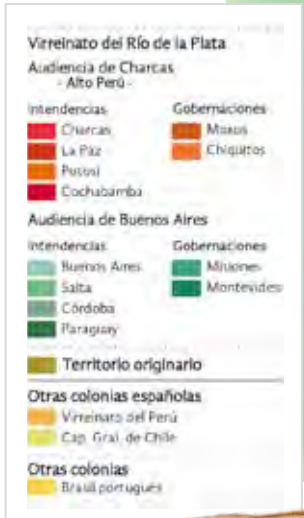 Virreinato del Río de la Plata
Audiencia de Charcas
- Alto Perú -
Intendencias Gobernaciones
Charcas Moxos
La Paz Chiquitos
Potosí
Cochabamba
Audiencia de Buenos Aires
Intendencias Gobernaciones
Buenos Aires Misiones
Salta Montevideo
Córdoba
Paraguay
Territorio originario
Otras colonias españolas
Virreinato del Perú
Cap. Gral. de Chile
Otras colonias
Brasil portugués